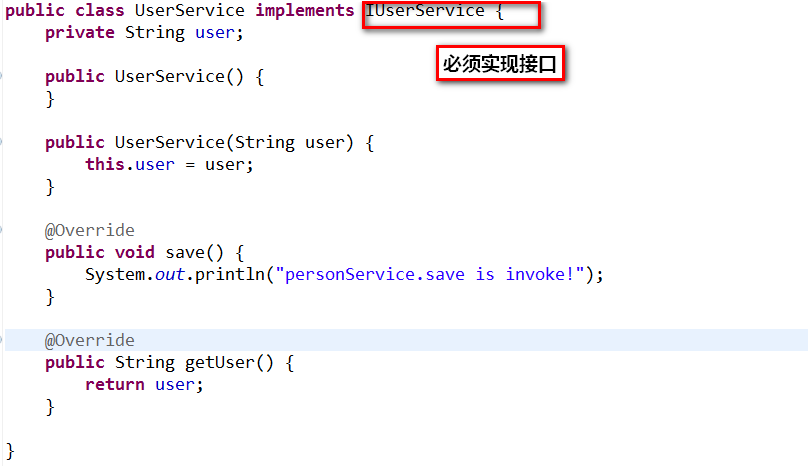 public class UserService implements IUserService {
private String user;
必须实现接口
public UserService() {
}
public UserService(String user) {
this.user = user;
}
@Override
public void save() {
System.out.println("personService.save is invoke!");
}
@Override
public String getUser() {
return user;
}
}